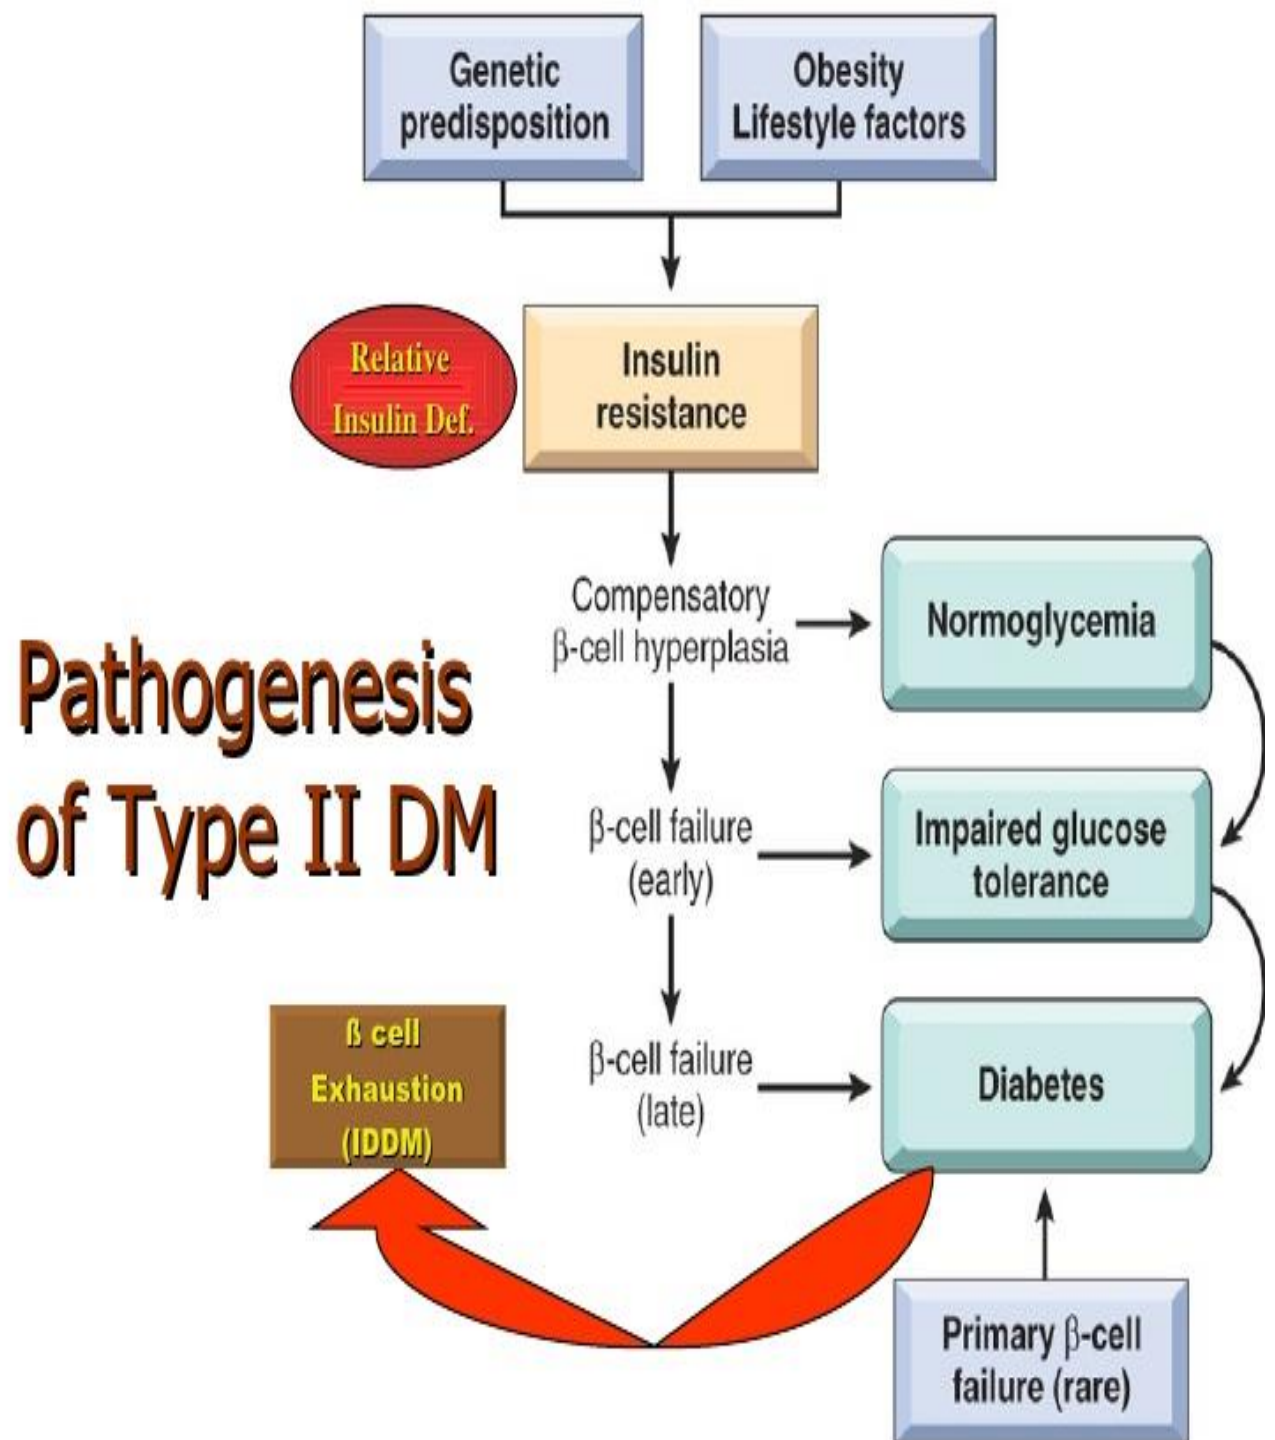 Genetic
predisposition
Obesity
Lifestyle factors
Relative
Insulin Def.
Insulin
resistance
Compensatory
β-cell hyperplasia
Normoglycemia
Pathogenesis
of Type II DM
β-cell failure
(early)
Impaired glucose
tolerance
ß cell
Exhaustion
(IDDM)
β-cell failure
(late)
Diabetes
Primary β-cell
failure (rare)